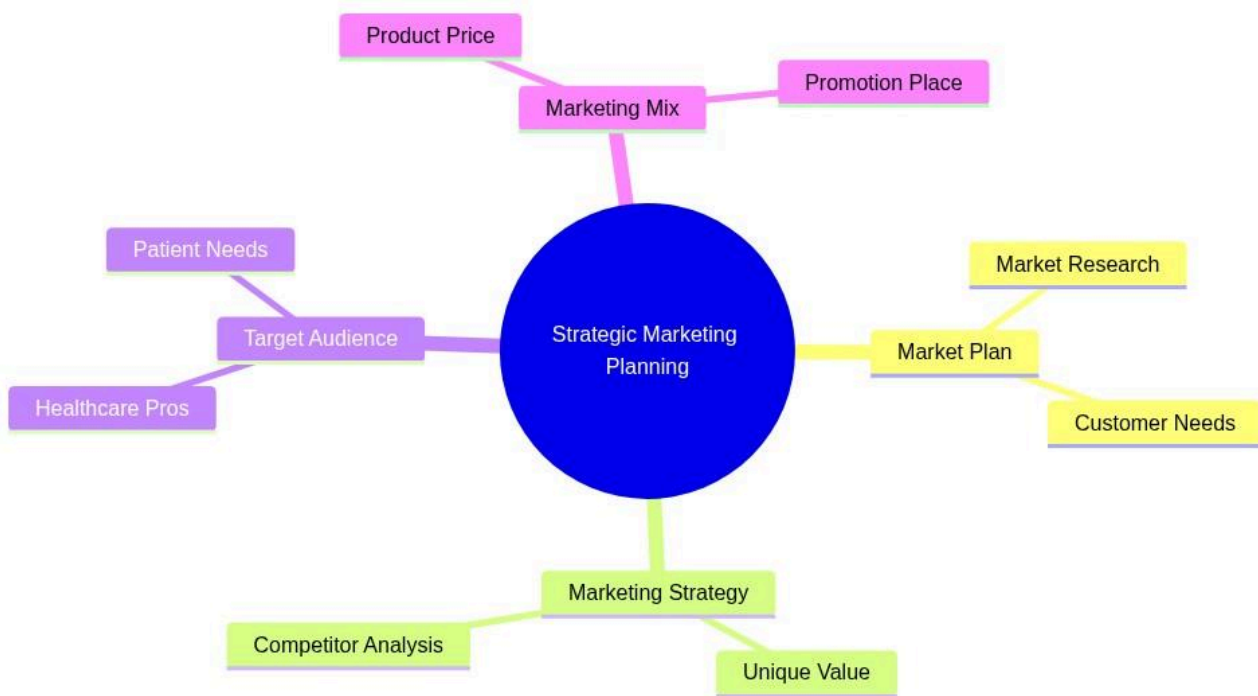 Product Price
Promotion Place
Marketing Mix
Patient Needs
Market Research
Target Audience
Strategic Marketing
Planning
Market Plan
Healthcare Pros
Customer Needs
Marketing Strategy
Competitor Analysis
Unique Value